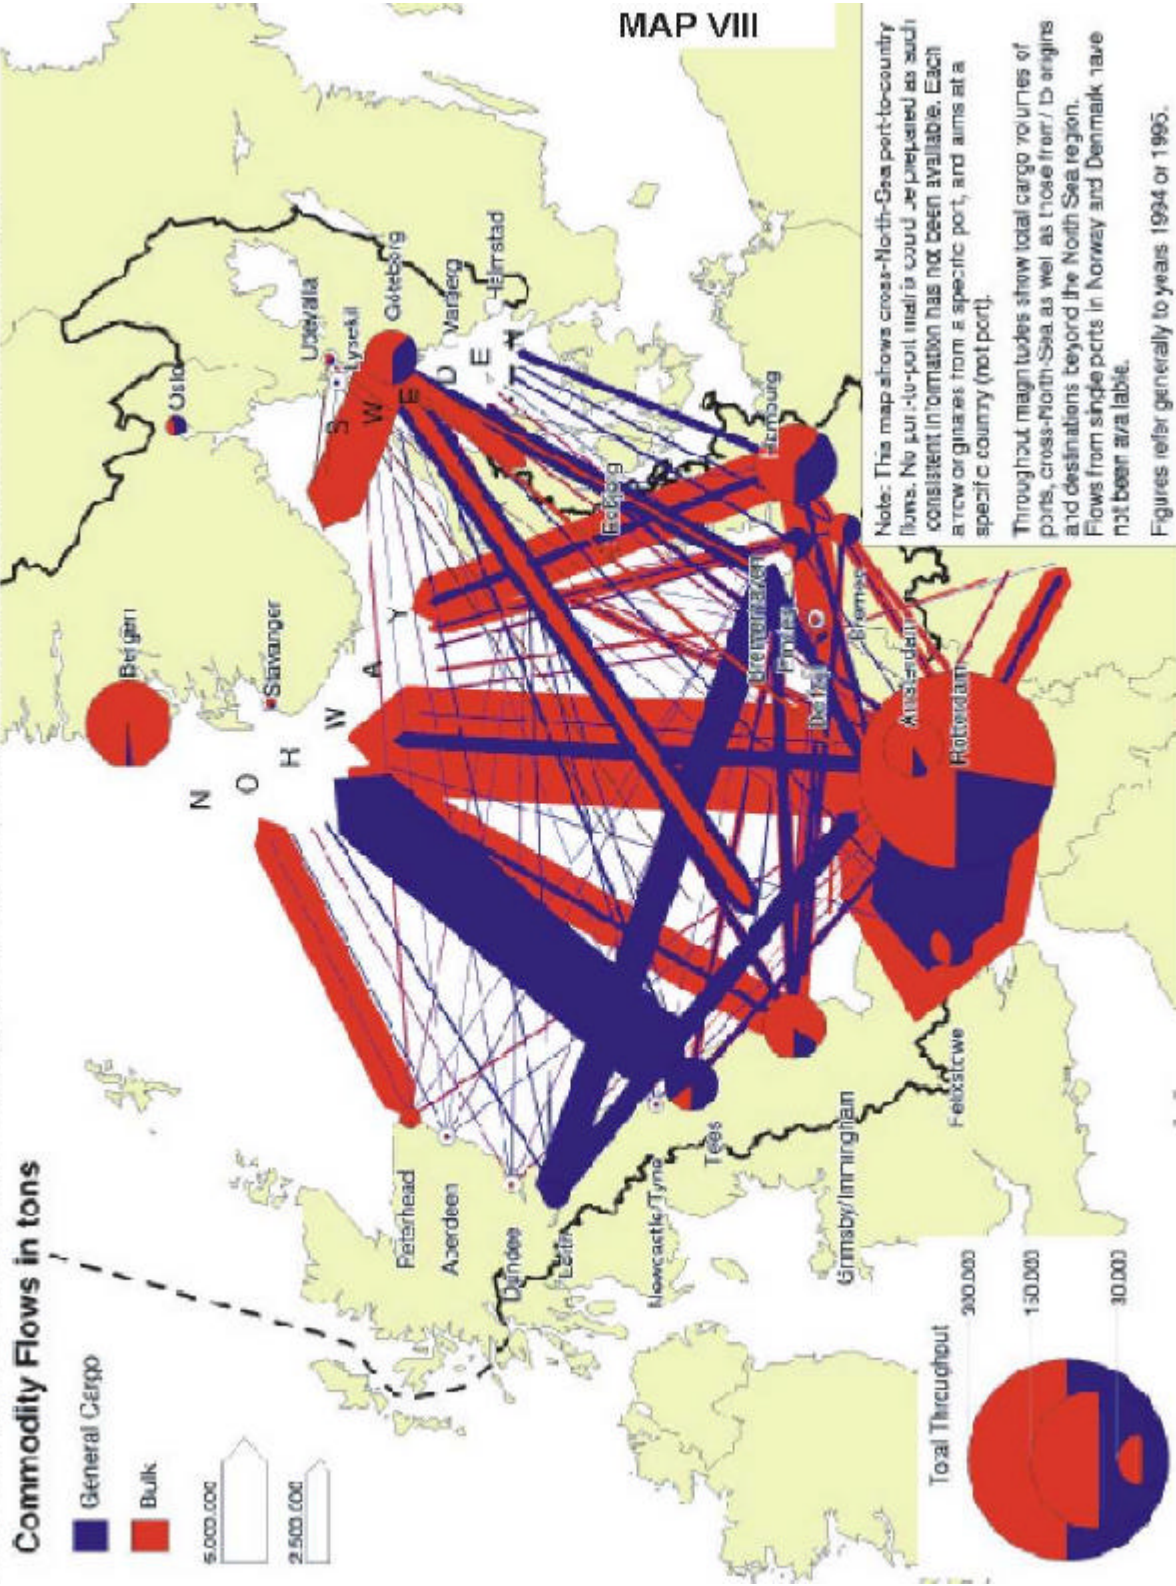 MAP VIII
Commodity Flows in tons
General Cargo
Bulk
5.000.000
2.500.000
Note: This map shows cross-North-Sea port-to-country
flows. No port-to-port matrix could be prepared as such
consistent information has not been available. Each
arrow originates from a specific port, and aims at a
specific country (not port).
Throughout magnitudes show total cargo volumes of
ports, cross-North-Sea as well as those from / to origins
and destinations beyond the North Sea region.
Flows from single ports in Norway and Denmark have
not been available.
Figures refer generally to years 1994 or 1995.
Bergen
Stavanger
Oslo
Uddevalla
Lysekil
Göteborg
Varberg
Halmstad
N O R W A Y
S W E D E N
Esbjerg
Hamburg
Bremerhaven
Emden
Bremen
Delfzijl
Amsterdam
Rotterdam
Peterhead
Aberdeen
Dundee
Leith
Newcastle/Tyne
Tees
Grimsby/Immingham
Felixstowe
Total Throughout
300.000
150.000
30.000